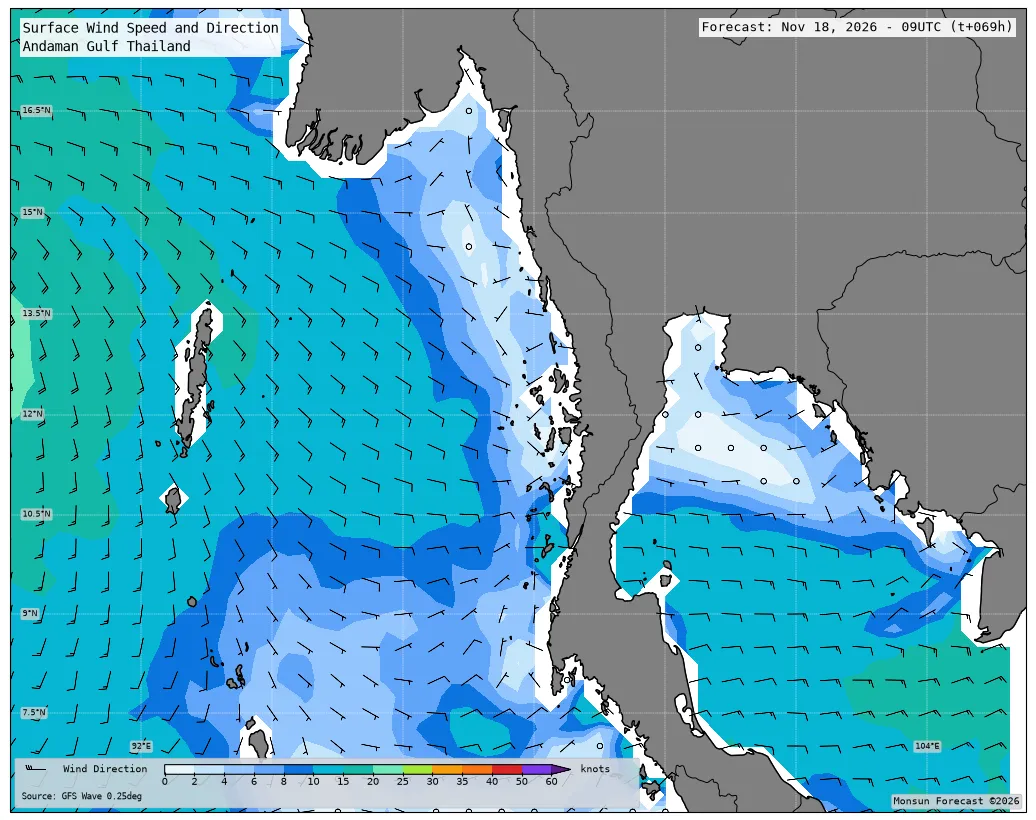 Surface Wind Speed and Direction
Andaman Gulf Thailand
Forecast: Nov 18, 2026 - 09UTC (t+069h)
16.5°N
15°N
13.5°N
12°N
10.5°N
9°N
7.5°N
92°E
104°E
Wind Direction
0 2 4 6 8 10 15 20 25 30 35 40 50 60 knots
Source: GFS Wave 0.25deg
Monsun Forecast ©2026